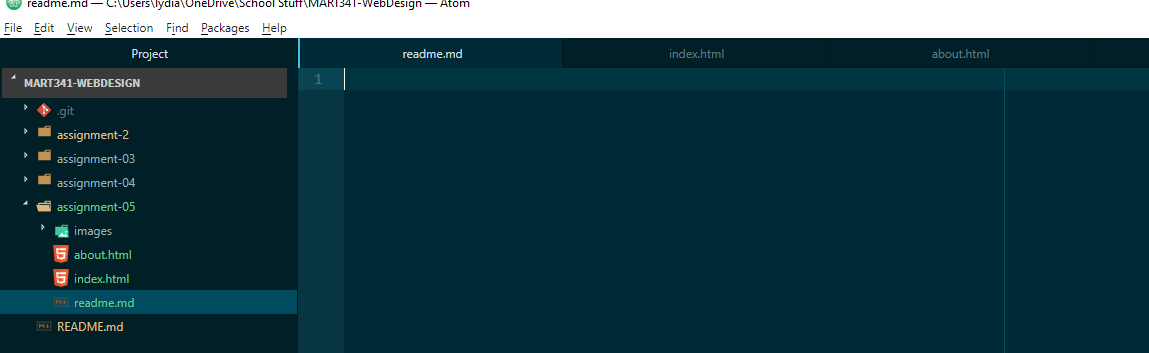 readme.md — C:\Users\lydia\OneDrive\School Stuff\MART341-WebDesign — Atom
File Edit View Selection Find Packages Help
Project readme.md index.html about.html
MART341-WEBDESIGN 1
.git
assignment-2
assignment-03
assignment-04
assignment-05
images
about.html
index.html
readme.md
README.md